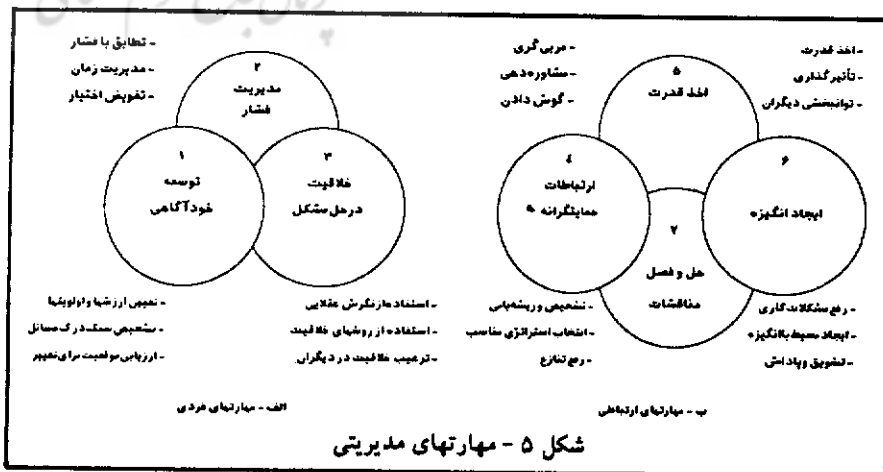 - تطابق با فشار
- مدیریت زمان
- تفویض اختیار
۲
مدیریت
فشار
۱
توسعه
خودآگاهی
۳
خلاقیت
در حل مشکل
- تعیین ارزشها و اولویتها
- تشخیص سبک درک مسائل
- ارزیابی موقعیت برای تغییر
- استفاده از نگرش عقلایی
- استفاده از روشهای خلاقیت
- ترغیب خلاقیت در دیگران
الف - مهارتهای فردی
- مربی گری
- مشاوره دهی
- گوش دادن
- اخذ قدرت
- تأثیر گذاری
- توانبخشی دیگران
۵
اخذ قدرت
۴
ارتباطات
حمایتگرانه
۶
ایجاد انگیزه
۷
حل و فصل
مناقشات
- تشخیص و ریشه‌یابی
- انتخاب استراتژی مناسب
- رفع تنازع
- رفع مشکلات کاری
- ایجاد محیط با انگیزه
- تشویق و پاداش
ب - مهارتهای ارتباطی
شکل ۵ - مهارتهای مدیریتی